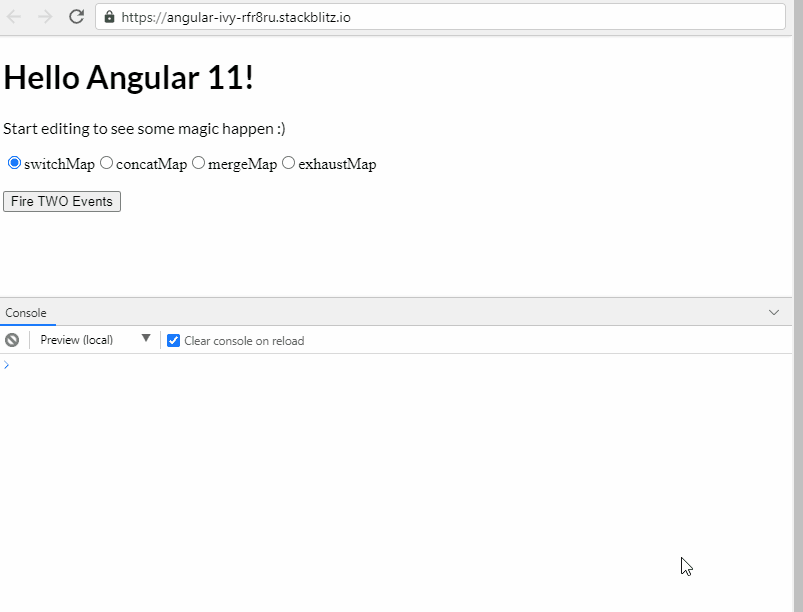 https://angular-ivy-rfr8ru.stackblitz.io
Hello Angular 11!
Start editing to see some magic happen :)
switchMap concatMap mergeMap exhaustMap
Fire TWO Events
Console
Preview (local) Clear console on reload
>